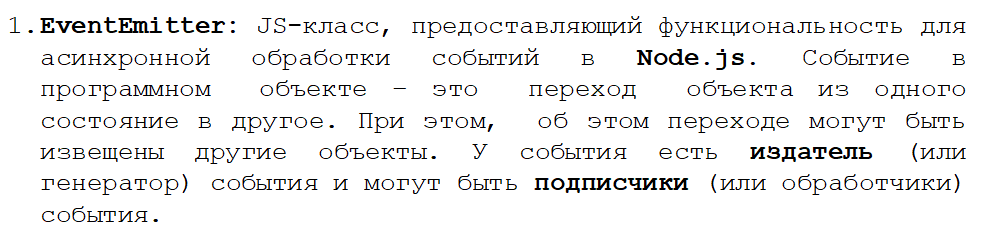 1.EventEmitter: JS-класс, предоставляющий функциональность для
асинхронной обработки событий в Node.js. Событие в
программном объекте – это переход объекта из одного
состояние в другое. При этом, об этом переходе могут быть
извещены другие объекты. У события есть издатель (или
генератор) события и могут быть подписчики (или обработчики)
события.